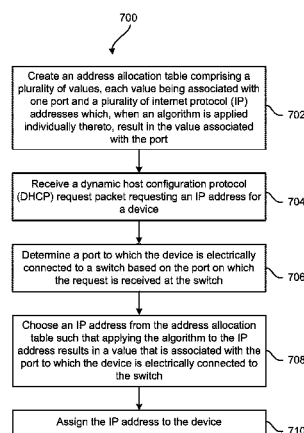 700
Create an address allocation table comprising a
plurality of values, each value being associated with
one port and a plurality of internet protocol (IP)
addresses which, when an algorithm is applied
individually thereto, result in the value associated
with the port
702
Receive a dynamic host configuration protocol
(DHCP) request packet requesting an IP address for
a device
704
Determine a port to which the device is electrically
connected to a switch based on the port on which
the request is received at the switch
706
Choose an IP address from the address allocation
table such that applying the algorithm to the IP
address results in a value that is associated with the
port to which the device is electrically connected to
the switch
708
Assign the IP address to the device
710